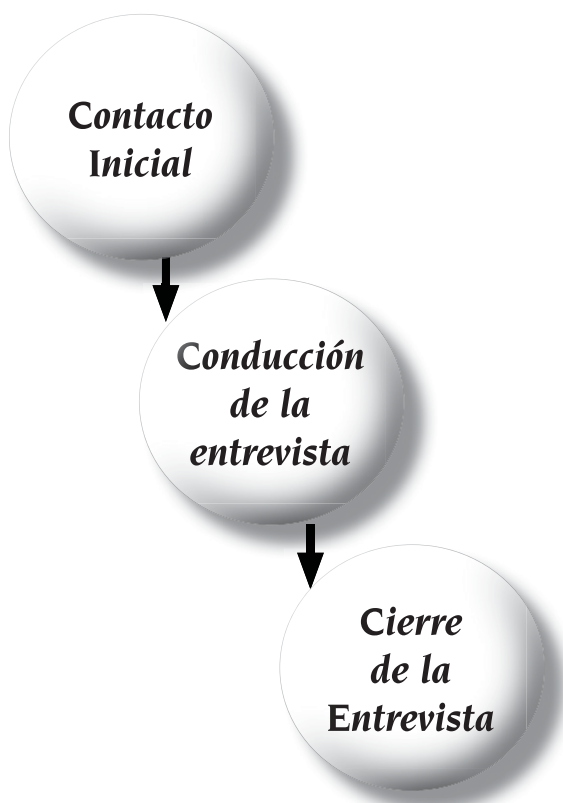 Contacto
Inicial
Conducción
de la
entrevista
Cierre
de la
Entrevista